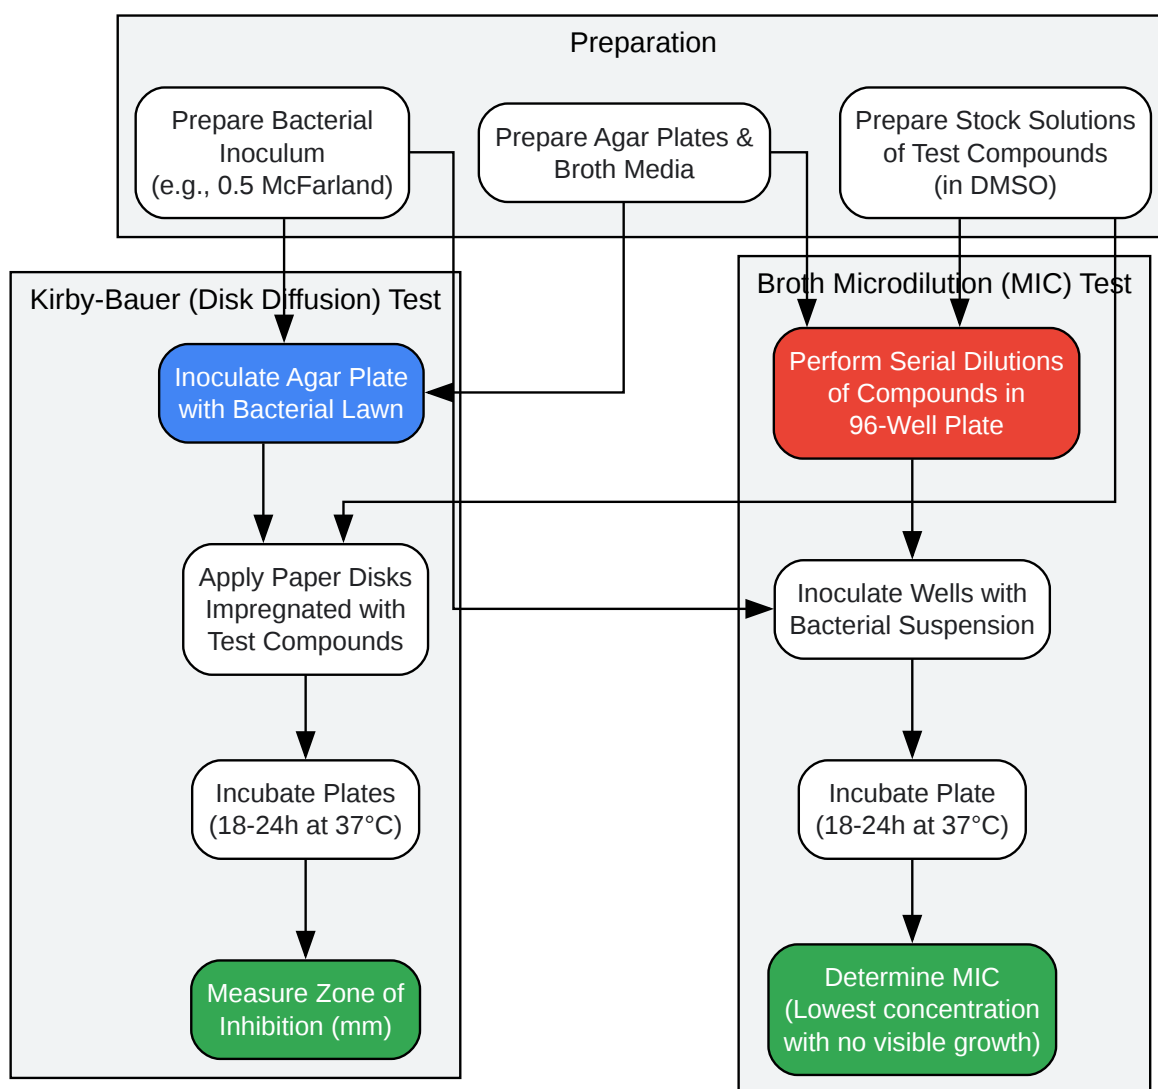 Preparation
Prepare Bacterial
Inoculum
(e.g., 0.5 McFarland)
Prepare Agar Plates &
Broth Media
Prepare Stock Solutions
of Test Compounds
(in DMSO)
Kirby-Bauer (Disk Diffusion) Test
Inoculate Agar Plate
with Bacterial Lawn
Apply Paper Disks
Impregnated with
Test Compounds
Incubate Plates
(18-24h at 37°C)
Measure Zone of
Inhibition (mm)
Broth Microdilution (MIC) Test
Perform Serial Dilutions
of Compounds in
96-Well Plate
Inoculate Wells with
Bacterial Suspension
Incubate Plate
(18-24h at 37°C)
Determine MIC
(Lowest concentration
with no visible growth)